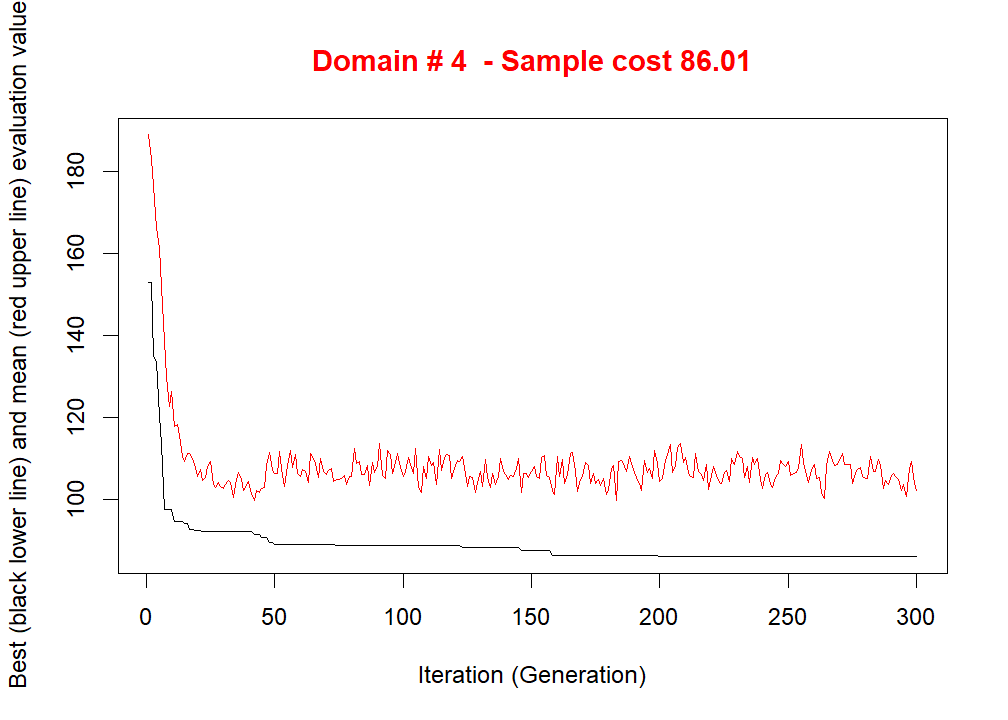 Domain # 4  - Sample cost 86.01
Best (black lower line) and mean (red upper line) evaluation value
180
160
140
120
100
0 50 100 150 200 250 300
Iteration (Generation)